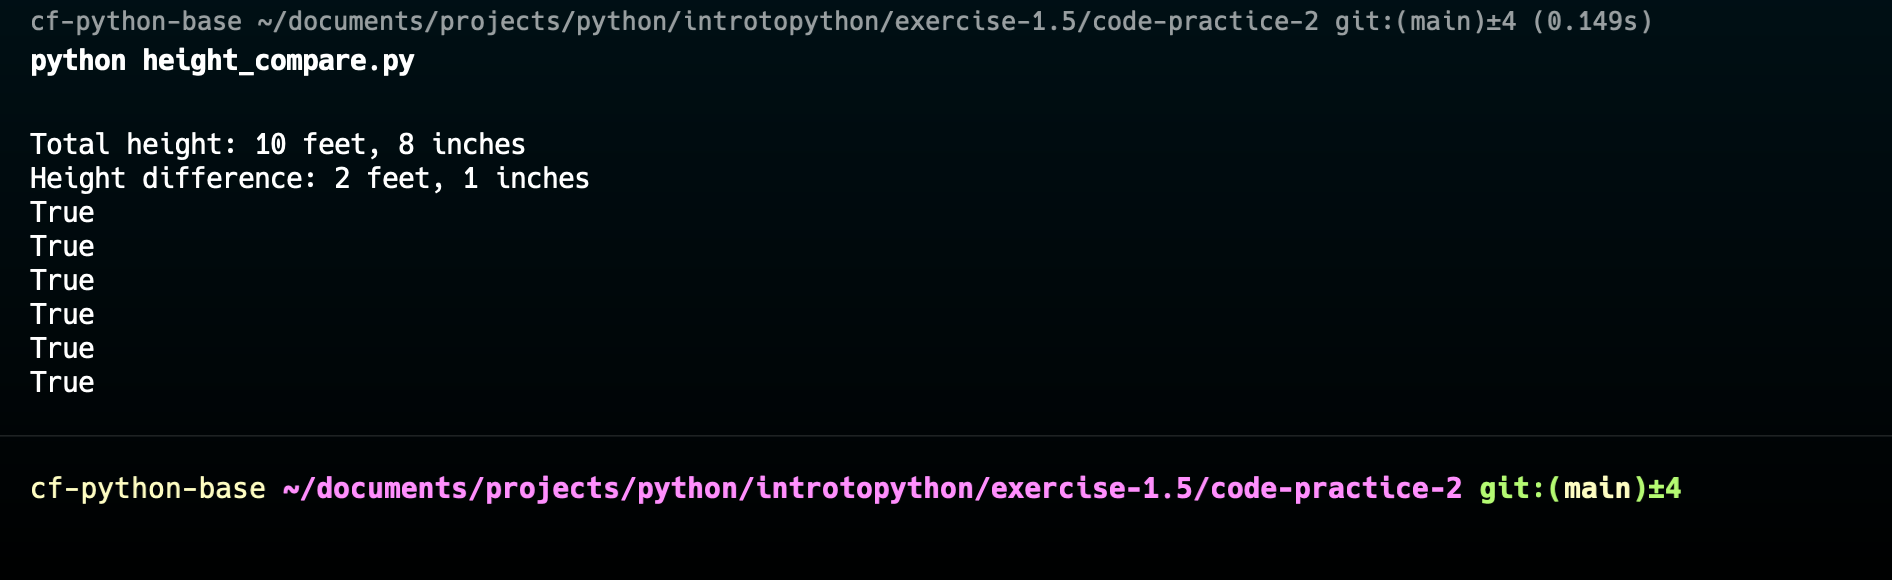 cf-python-base ~/documents/projects/python/introtopython/exercise-1.5/code-practice-2 git:(main)±4 (0.149s)
python height_compare.py
Total height: 10 feet, 8 inches
Height difference: 2 feet, 1 inches
True
True
True
True
True
True
cf-python-base ~/documents/projects/python/introtopython/exercise-1.5/code-practice-2 git:(main)±4